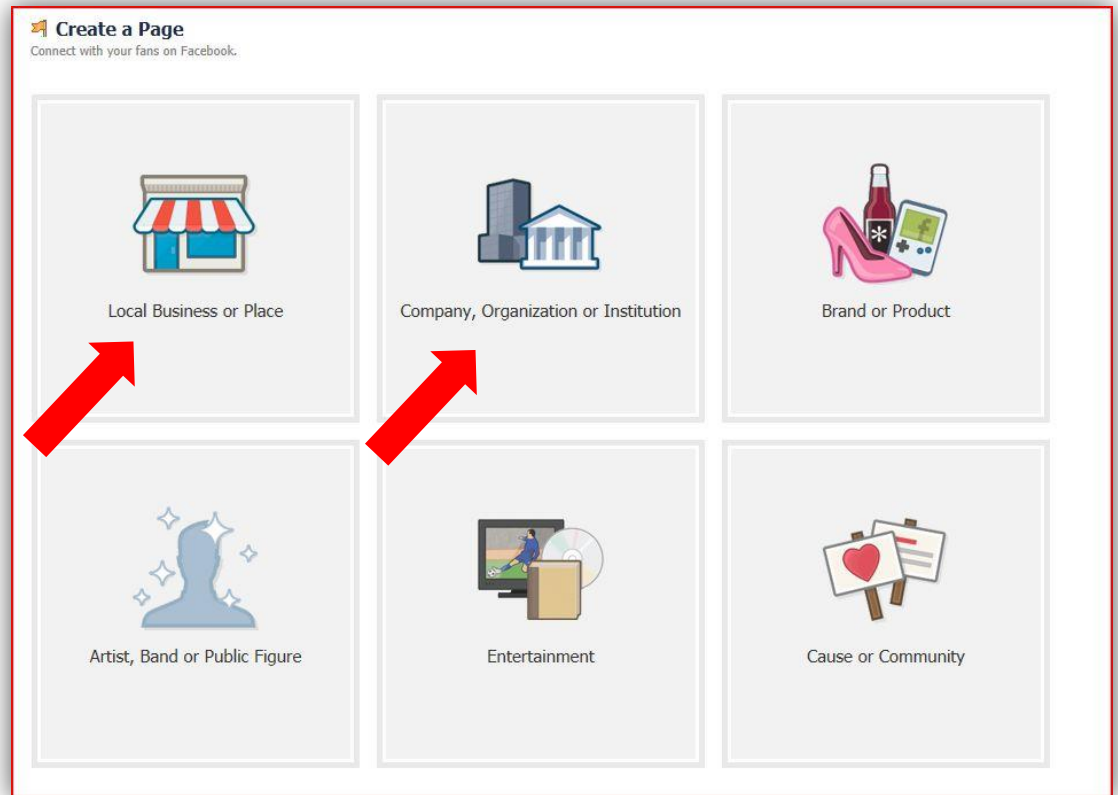 Create a Page
Connect with your fans on Facebook.
Local Business or Place
Company, Organization or Institution
Brand or Product
Artist, Band or Public Figure
Entertainment
Cause or Community